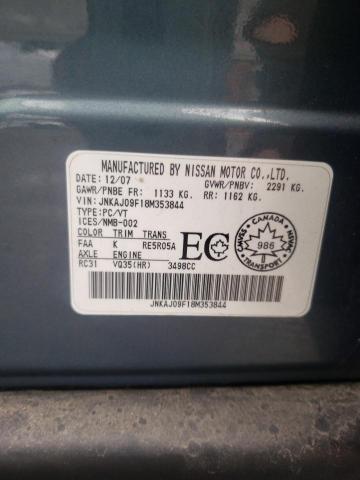 MANUFACTURED BY NISSAN MOTOR CO.,LTD.
DATE: 12/07 GVWR/PNBV: 2291 KG.
GAWR/PNBE FR: 1133 KG. RR: 1162 KG.
VIN: JNKAJ09F18M353844
TYPE:PC/VT
ICES/NMB-002
COLOR TRIM TRANS
FAA K RE5R05A
AXLE ENGINE
RC31 VQ35(HR) 3498CC
EC
CMVSS CANADA NSVAC
986
TRANSPORT
JNKAJ09F18M353844